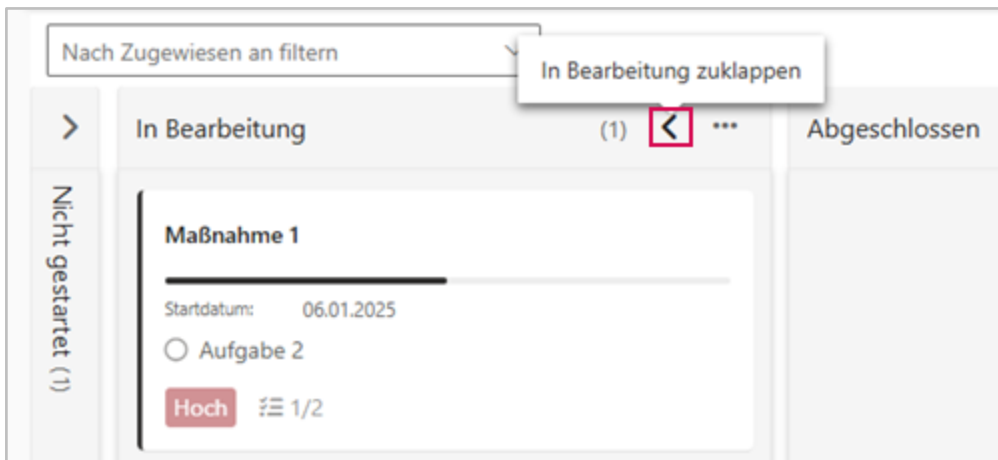 Nach Zugewiesen an filtern
In Bearbeitung zuklappen
In Bearbeitung (1) ...
Abgeschlossen
Nicht gestartet (1)
Maßnahme 1
Startdatum: 06.01.2025
Aufgabe 2
Hoch 1/2